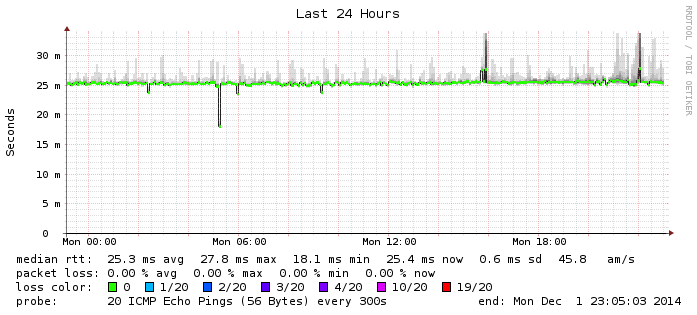 Last 24 Hours
RRDTOOL / TOBI OETIKER
Seconds
30 m
25 m
20 m
15 m
10 m
5 m
0
Mon 00:00 Mon 06:00 Mon 12:00 Mon 18:00
median rtt: 25.3 ms avg 27.8 ms max 18.1 ms min 25.4 ms now 0.6 ms sd 45.8 am/s
packet loss: 0.00 % avg 0.00 % max 0.00 % min 0.00 % now
loss color: 0 1/20 2/20 3/20 4/20 10/20 19/20
probe: 20 ICMP Echo Pings (56 Bytes) every 300s end: Mon Dec 1 23:05:03 2014